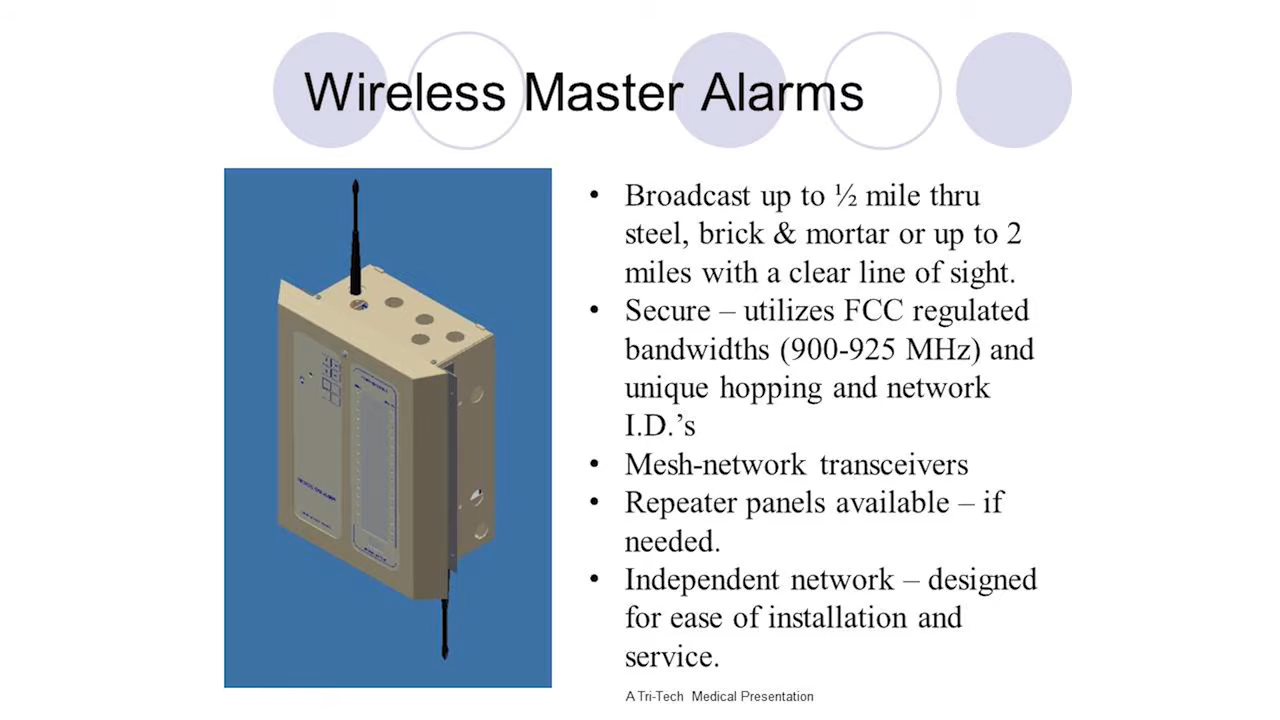 Wireless Master Alarms
• Broadcast up to ½ mile thru
steel, brick & mortar or up to 2
miles with a clear line of sight.
• Secure – utilizes FCC regulated
bandwidths (900-925 MHz) and
unique hopping and network
I.D.’s
• Mesh-network transceivers
• Repeater panels available – if
needed.
• Independent network – designed
for ease of installation and
service.
A Tri-Tech Medical Presentation